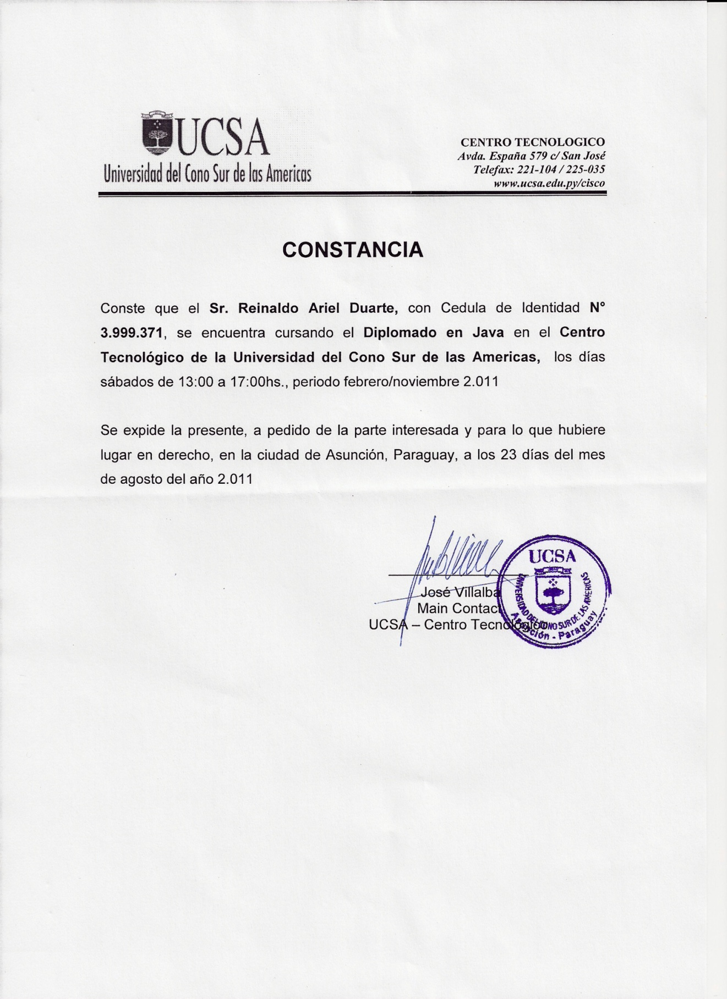 UCSA
Universidad del Cono Sur de las Americas
CENTRO TECNOLOGICO
Avda. España 579 c/ San José
Telefax: 221-104 / 225-035
www.ucsa.edu.py/cisco
CONSTANCIA
Conste que el Sr. Reinaldo Ariel Duarte, con Cedula de Identidad N°
3.999.371, se encuentra cursando el Diplomado en Java en el Centro
Tecnológico de la Universidad del Cono Sur de las Americas, los días
sábados de 13:00 a 17:00hs., periodo febrero/noviembre 2.011
Se expide la presente, a pedido de la parte interesada y para lo que hubiere
lugar en derecho, en la ciudad de Asunción, Paraguay, a los 23 días del mes
de agosto del año 2.011
José Villalba
Main Contact
UCSA – Centro Tecnológico
UCSA
UNIVERSIDAD DEL CONO SUR DE LAS AMERICAS
Asunción - Paraguay